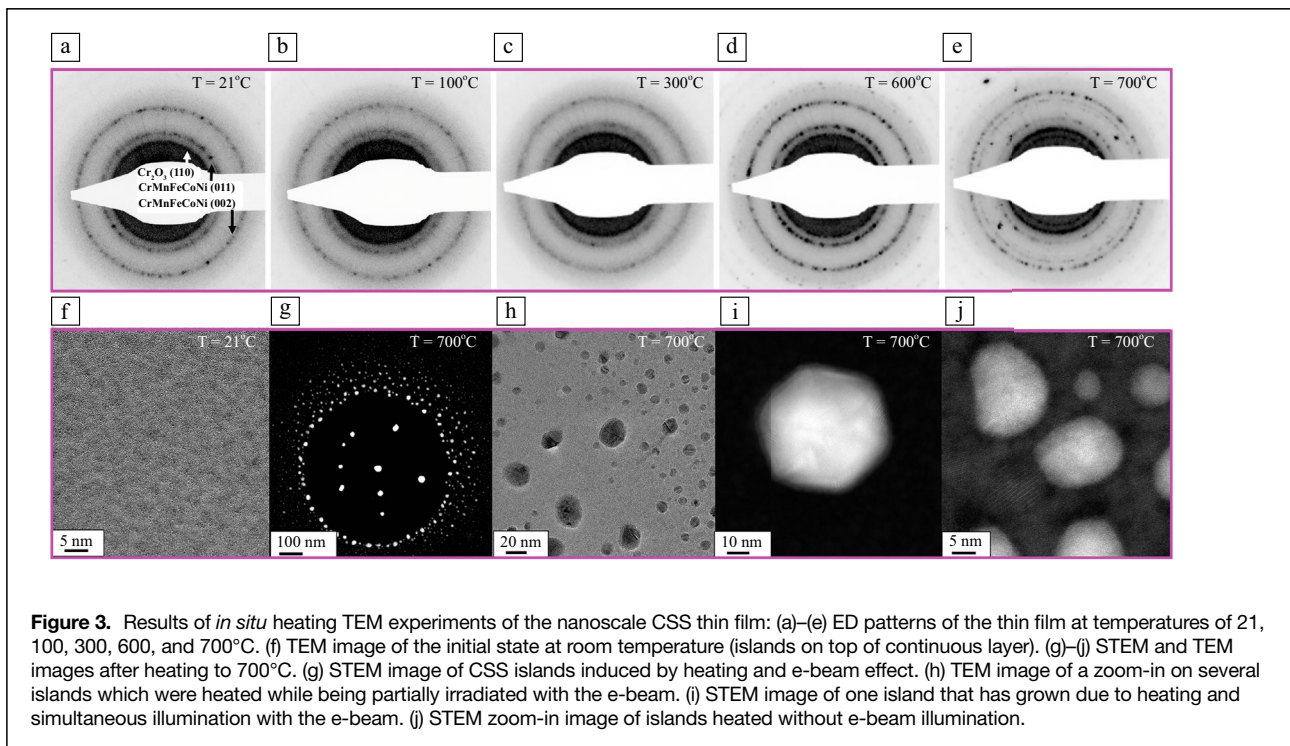 a b c d e
T = 21°C T = 100°C T = 300°C T = 600°C T = 700°C
Cr₂O₃ (110)
CrMnFeCoNi (011)
CrMnFeCoNi (002)
f g h i j
T = 21°C T = 700°C T = 700°C T = 700°C T = 700°C
5 nm 100 nm 20 nm 10 nm 5 nm
Figure 3. Results of in situ heating TEM experiments of the nanoscale CSS thin film: (a)–(e) ED patterns of the thin film at temperatures of 21,
100, 300, 600, and 700°C. (f) TEM image of the initial state at room temperature (islands on top of continuous layer). (g)–(j) STEM and TEM
images after heating to 700°C. (g) STEM image of CSS islands induced by heating and e-beam effect. (h) TEM image of a zoom-in on several
islands which were heated while being partially irradiated with the e-beam. (i) STEM image of one island that has grown due to heating and
simultaneous illumination with the e-beam. (j) STEM zoom-in image of islands heated without e-beam illumination.